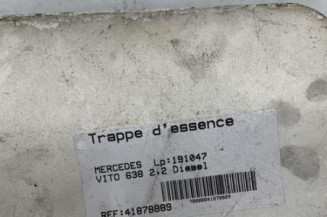 Trappe d'essence
MERCEDES Lp:191047
VITO 638 2,2 Diesel
REF:41878889